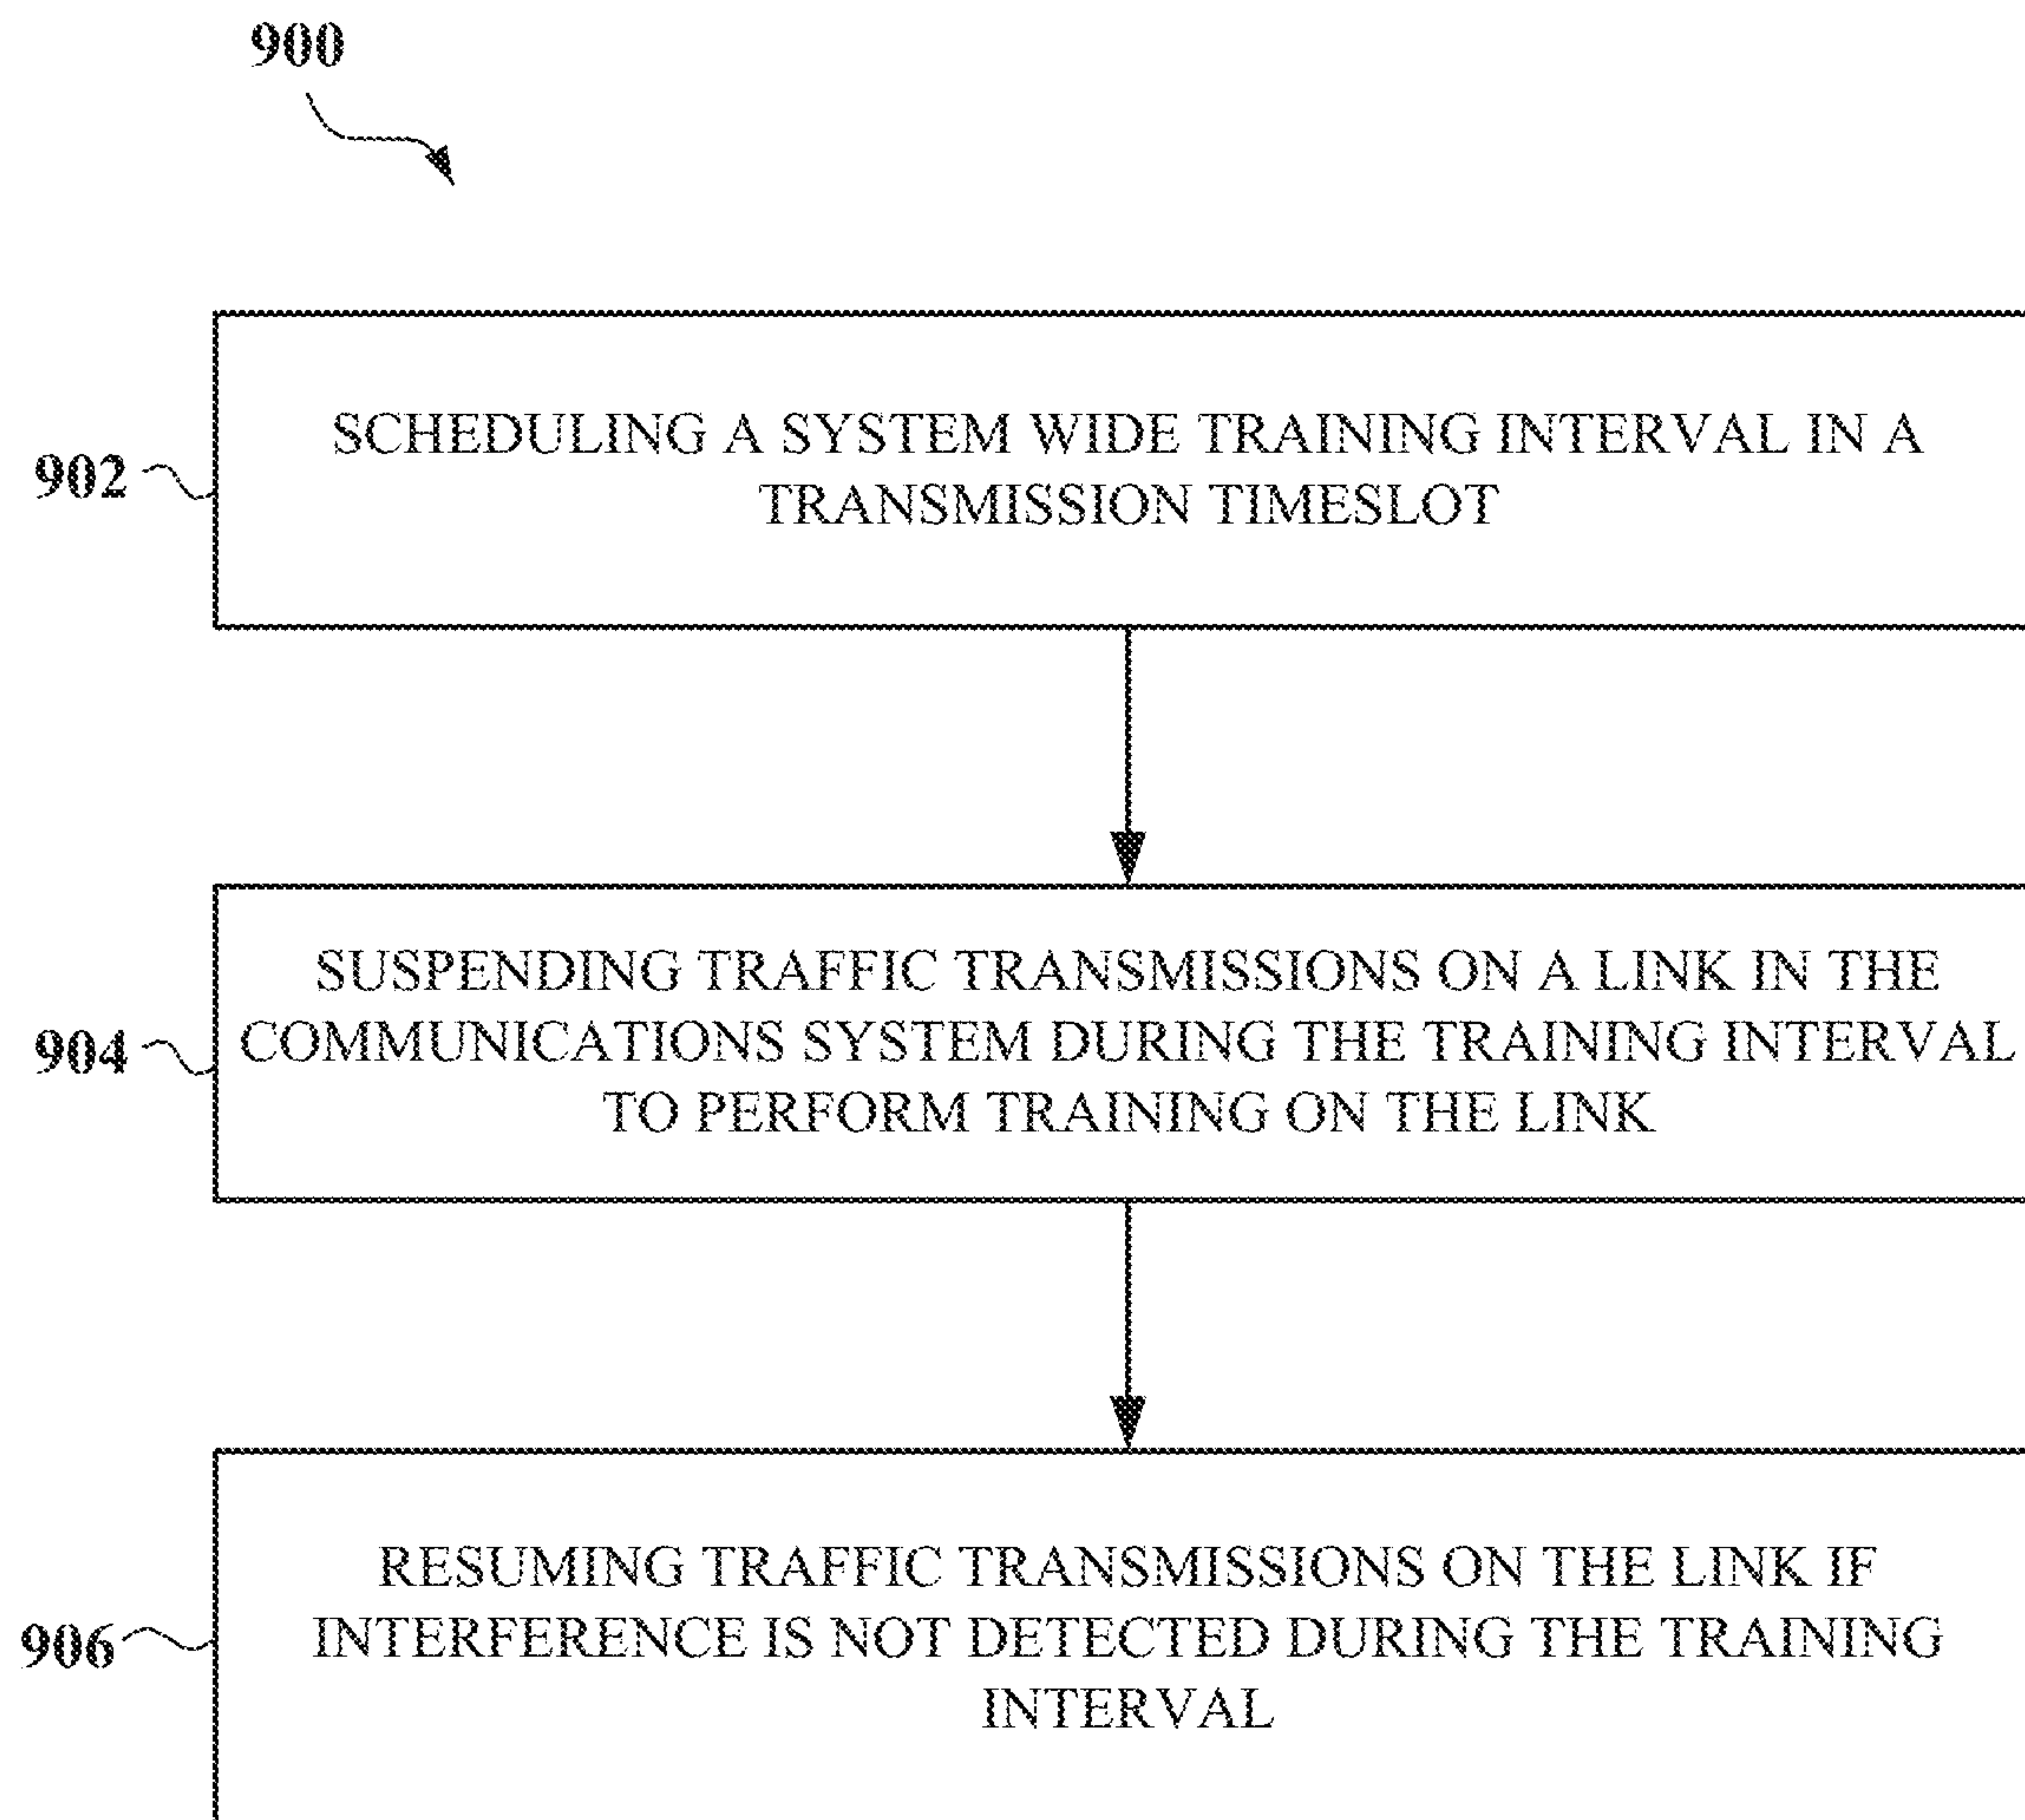 900
902
SCHEDULING A SYSTEM WIDE TRAINING INTERVAL IN A
TRANSMISSION TIMESLOT
904
SUSPENDING TRAFFIC TRANSMISSIONS ON A LINK IN THE
COMMUNICATIONS SYSTEM DURING THE TRAINING INTERVAL
TO PERFORM TRAINING ON THE LINK
906
RESUMING TRAFFIC TRANSMISSIONS ON THE LINK IF
INTERFERENCE IS NOT DETECTED DURING THE TRAINING
INTERVAL